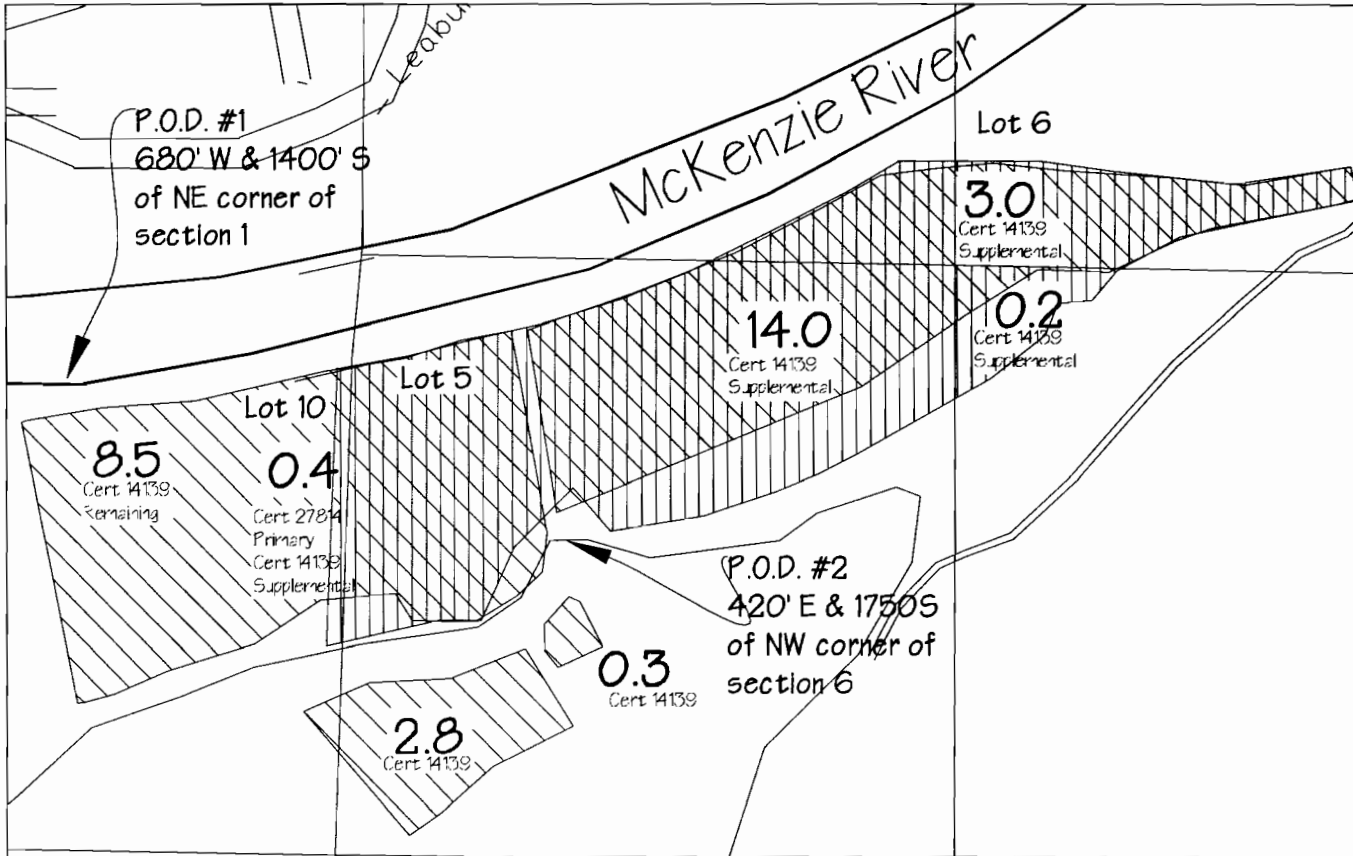 Leabu
P.O.D. #1
680' W & 1400' S
of NE corner of
section 1
McKenzie River
Lot 6
3.0
Cert 14139
Supplemental
14.0
Cert 14139
Supplemental
0.2
Cert 14139
Supplemental
Lot 5
Lot 10
8.5
Cert 14139
Remaining
0.4
Cert 27814
Primary
Cert 14139
Supplemental
P.O.D. #2
420' E & 1750S
of NW corner of
section 6
0.3
Cert 14139
2.8
Cert 14139